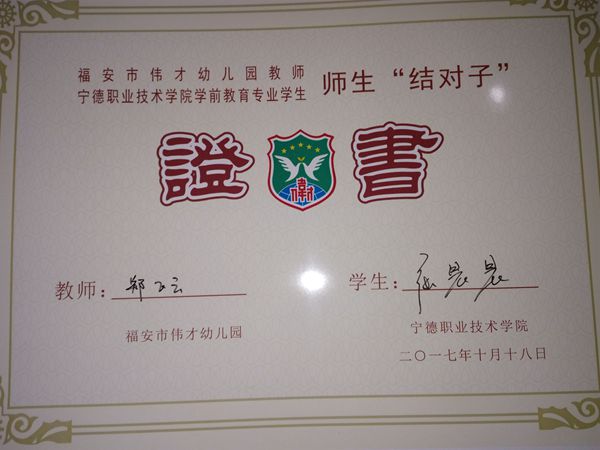 福安市伟才幼儿园教师
宁德职业技术学院学前教育专业学生
师生“结对子”
證書
教师：郑
学生：晨晨
福安市伟才幼儿园
宁德职业技术学院
二〇一七年十月十八日